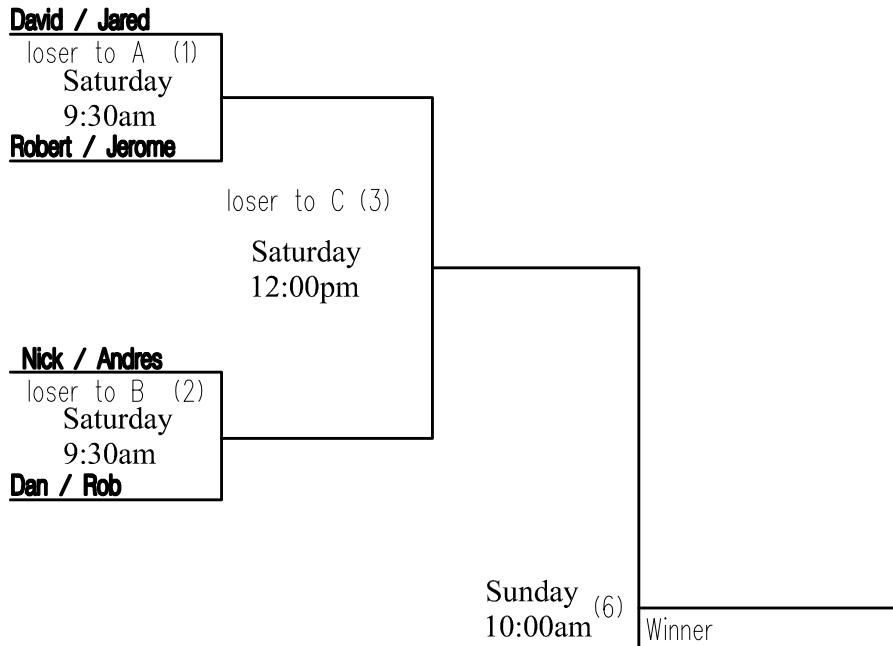 David / Jared
loser to A (1)
Saturday
9:30am
Robert / Jerome
loser to C (3)
Saturday
12:00pm
Nick / Andres
loser to B (2)
Saturday
9:30am
Dan / Rob
Sunday (6)
10:00am
Winner